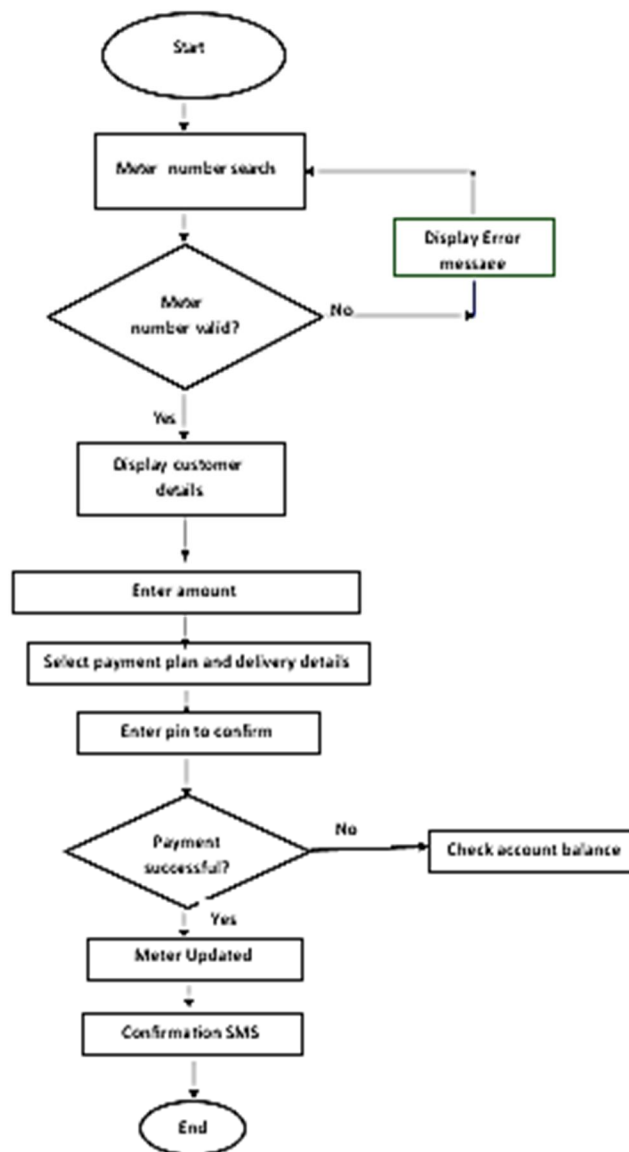 Start
Meter number search
Display Error
message
Meter
number valid?
No
Yes
Display customer
details
Enter amount
Select payment plan and delivery details
Enter pin to confirm
Payment
successful?
No
Check account balance
Yes
Meter Updated
Confirmation SMS
End